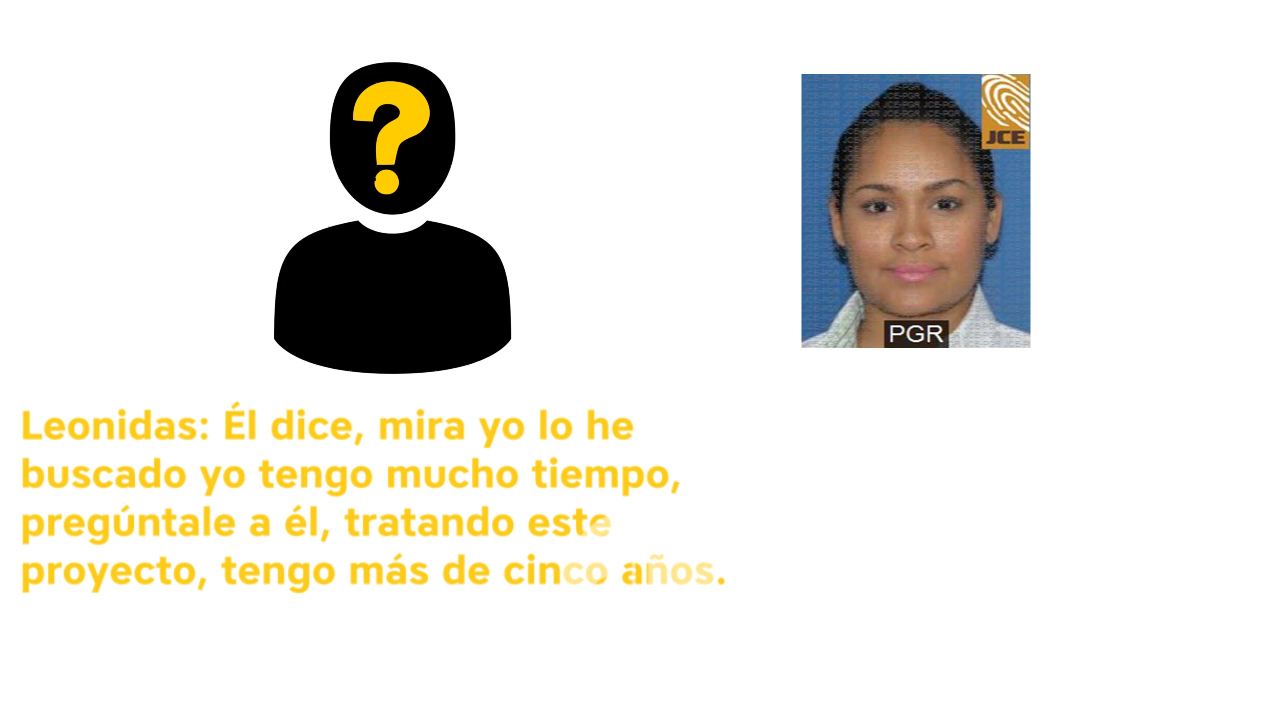 ?
JCE
PGR
Leonidas: Él dice, mira yo lo he
buscado yo tengo mucho tiempo,
pregúntale a él, tratando este
proyecto, tengo más de cinco años.